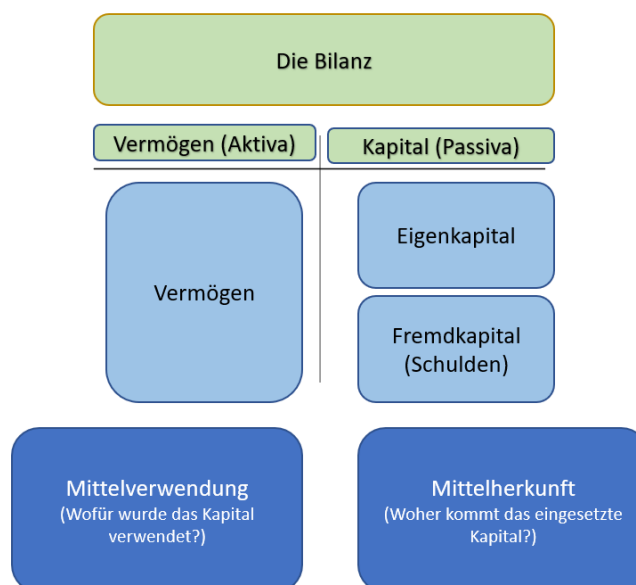 Die Bilanz
Vermögen (Aktiva)
Kapital (Passiva)
Vermögen
Eigenkapital
Fremdkapital
(Schulden)
Mittelverwendung
(Wofür wurde das Kapital
verwendet?)
Mittelherkunft
(Woher kommt das eingesetzte
Kapital?)